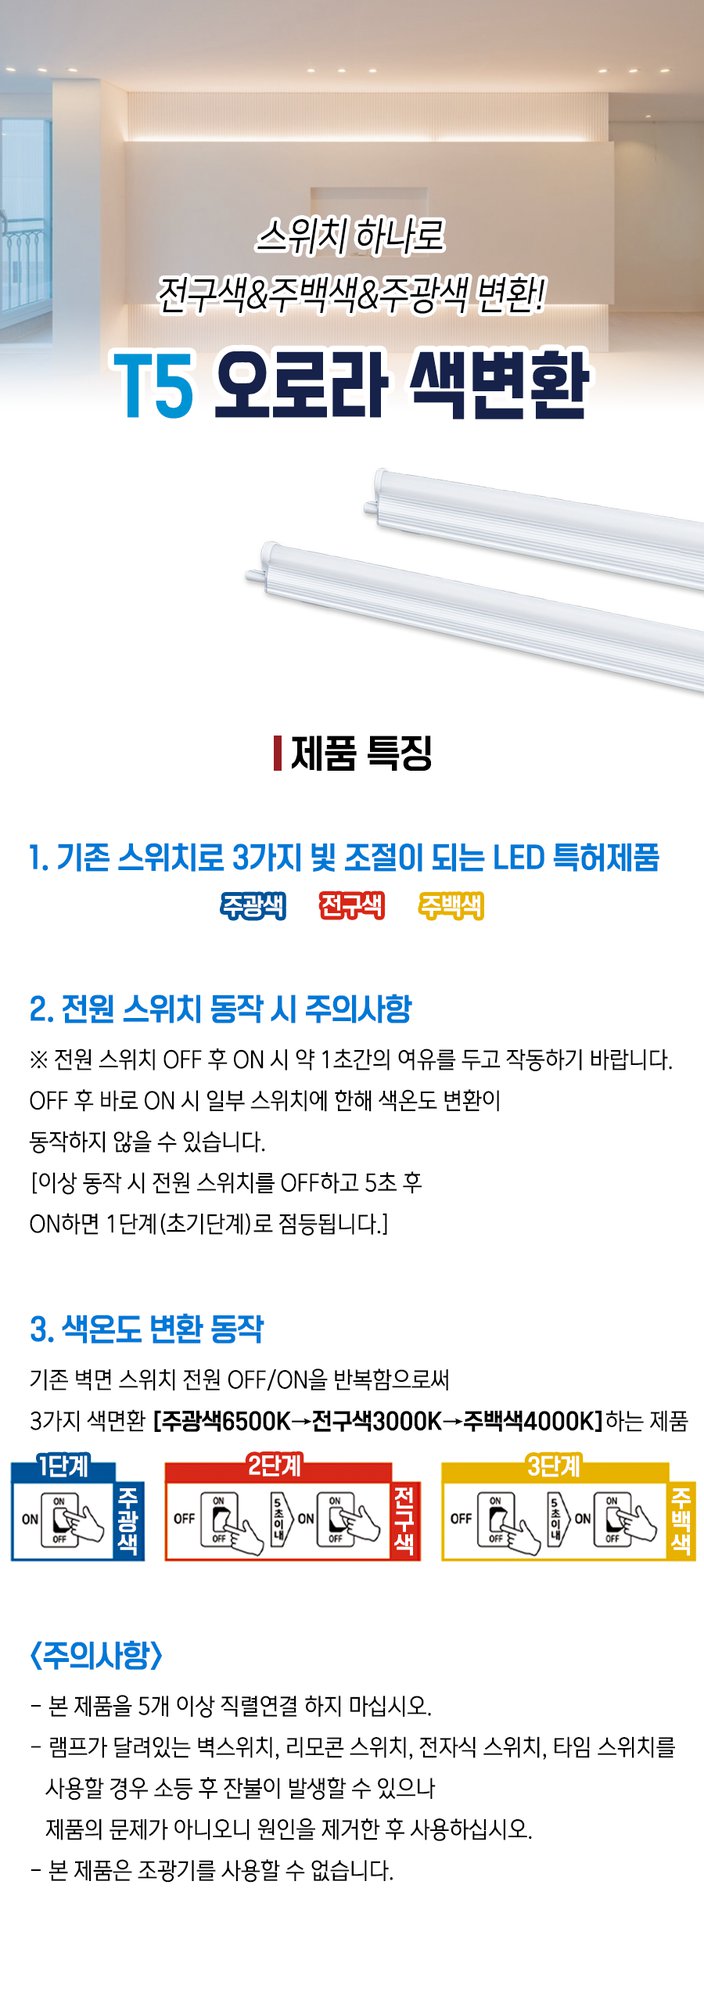 스위치 하나로
전구색&주백색&주광색 변환!
T5 오로라 색변환
제품 특징
1. 기존 스위치로 3가지 빛 조절이 되는 LED 특허제품
주광색 전구색 주백색
2. 전원 스위치 동작 시 주의사항
※ 전원 스위치 OFF 후 ON 시 약 1초간의 여유를 두고 작동하기 바랍니다.
OFF 후 바로 ON 시 일부 스위치에 한해 색온도 변환이
동작하지 않을 수 있습니다.
[이상 동작 시 전원 스위치를 OFF하고 5초 후
ON하면 1단계(초기단계)로 점등됩니다.]
3. 색온도 변환 동작
기존 벽면 스위치 전원 OFF/ON을 반복함으로써
3가지 색면환 [주광색6500K→전구색3000K→주백색4000K]하는 제품
1단계
ON
ON
OFF
주광색
2단계
OFF
ON
OFF
5초이내
ON
ON
OFF
전구색
3단계
OFF
ON
OFF
5초이내
ON
ON
OFF
주백색
<주의사항>
- 본 제품을 5개 이상 직렬연결 하지 마십시오.
- 램프가 달려있는 벽스위치, 리모콘 스위치, 전자식 스위치, 타임 스위치를
사용할 경우 소등 후 잔불이 발생할 수 있으나
제품의 문제가 아니오니 원인을 제거한 후 사용하십시오.
- 본 제품은 조광기를 사용할 수 없습니다.